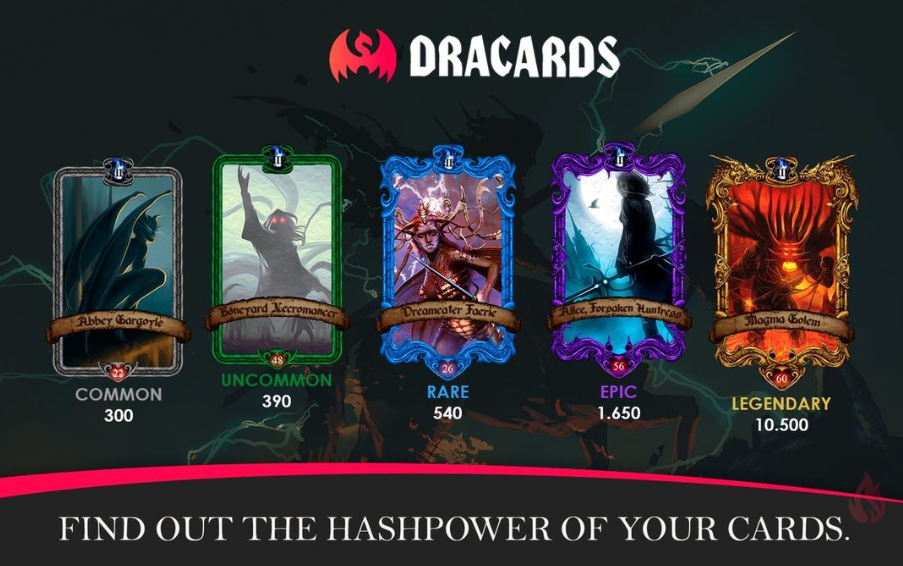 DRACARDS
Abbey Gargoyle
22
COMMON
300
Boneyard Necromancer
48
UNCOMMON
390
Dreameater Faerie
26
RARE
540
Alice, Forsaken Huntress
56
EPIC
1.650
Magma Golem
60
LEGENDARY
10.500
FIND OUT THE HASHPOWER OF YOUR CARDS.